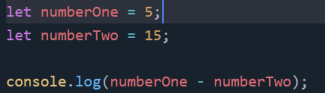 let numberOne = 5;
let numberTwo = 15;
console.log(numberOne - numberTwo);